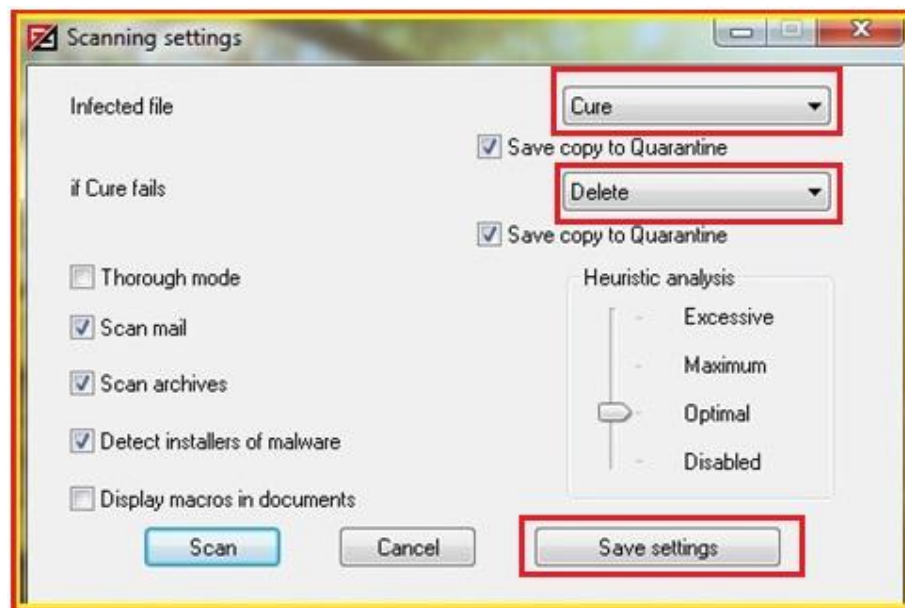 Scanning settings
Infected file
Cure
Save copy to Quarantine
if Cure fails
Delete
Save copy to Quarantine
Thorough mode
Scan mail
Scan archives
Detect installers of malware
Display macros in documents
Heuristic analysis
Excessive
Maximum
Optimal
Disabled
Scan
Cancel
Save settings